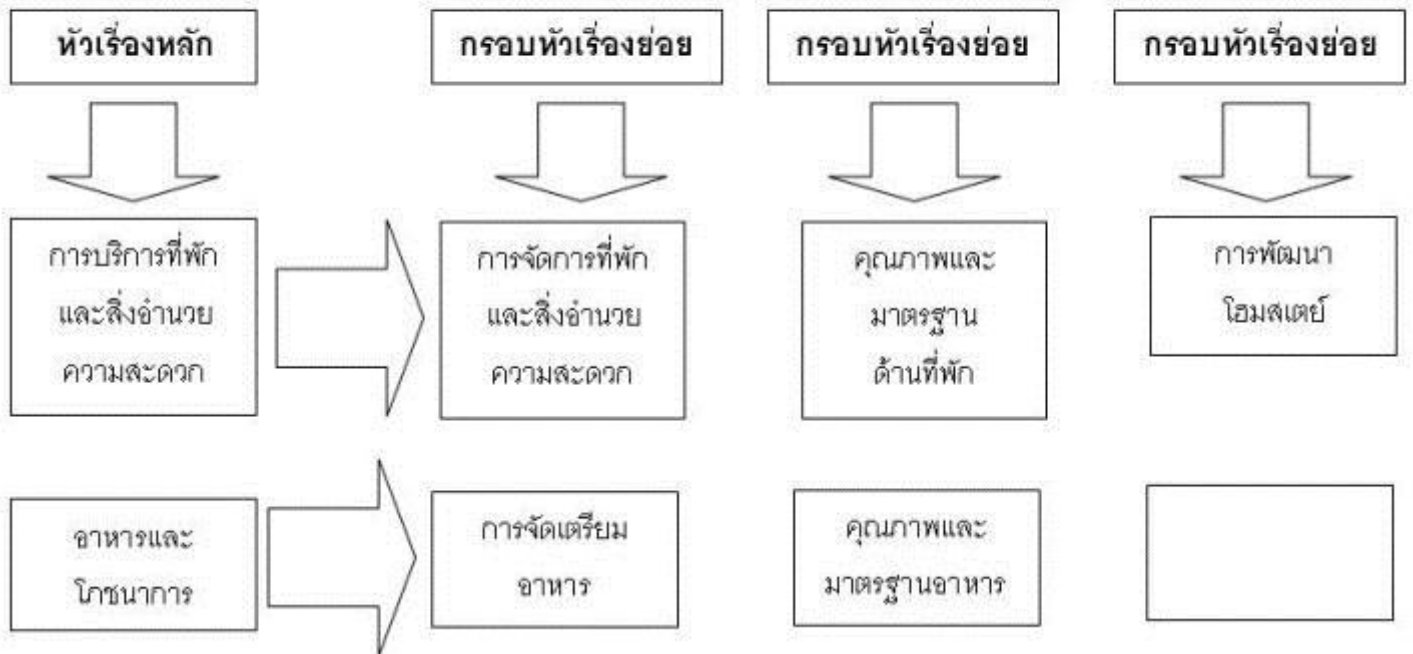 หัวเรื่องหลัก
กรอบหัวเรื่องย่อย
กรอบหัวเรื่องย่อย
กรอบหัวเรื่องย่อย
การบริการที่พัก
และสิ่งอำนวย
ความสะดวก
การจัดการที่พัก
และสิ่งอำนวย
ความสะดวก
คุณภาพและ
มาตรฐาน
ด้านที่พัก
การพัฒนา
โฮมสเตย์
อาหารและ
โภชนาการ
การจัดเตรียม
อาหาร
คุณภาพและ
มาตรฐานอาหาร